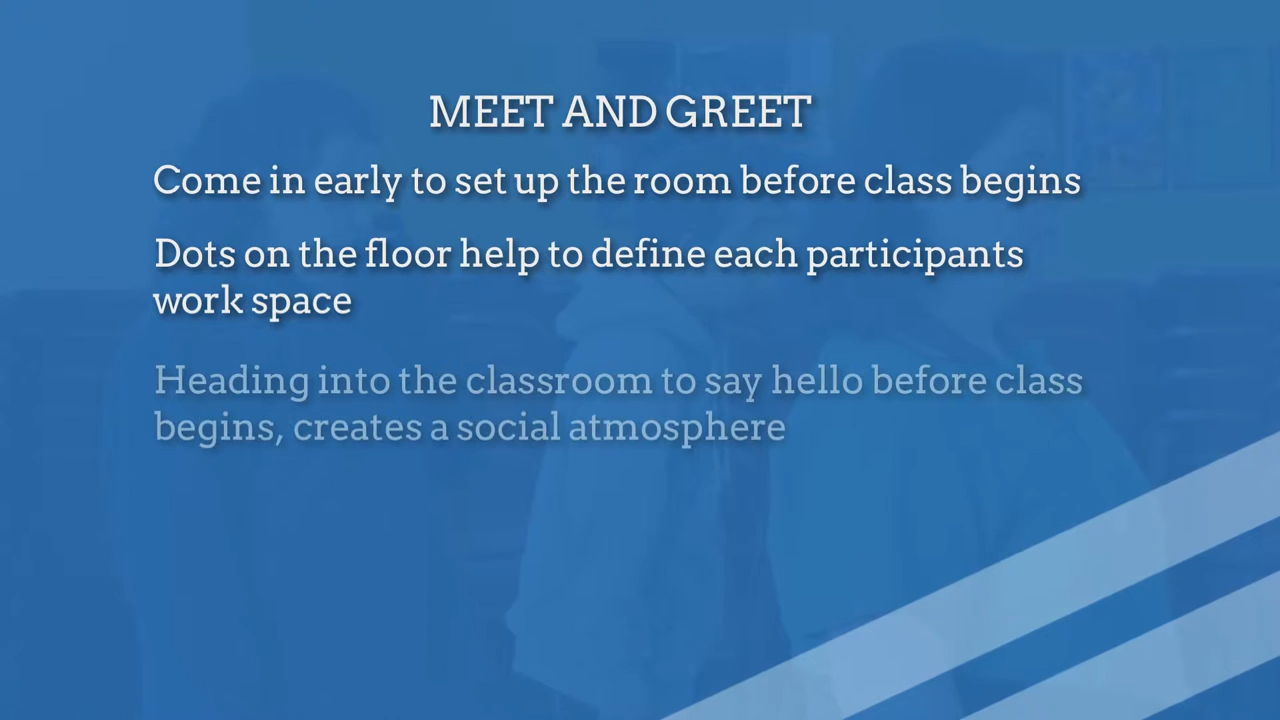 MEET AND GREET
Come in early to set up the room before class begins
Dots on the floor help to define each participants
work space
Heading into the classroom to say hello before class
begins, creates a social atmosphere